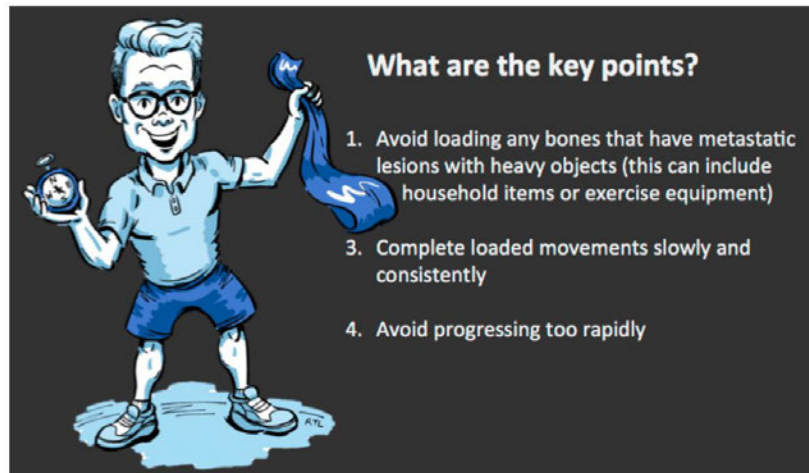 What are the key points?
1. Avoid loading any bones that have metastatic
lesions with heavy objects (this can include
household items or exercise equipment)
3. Complete loaded movements slowly and
consistently
4. Avoid progressing too rapidly
RTL